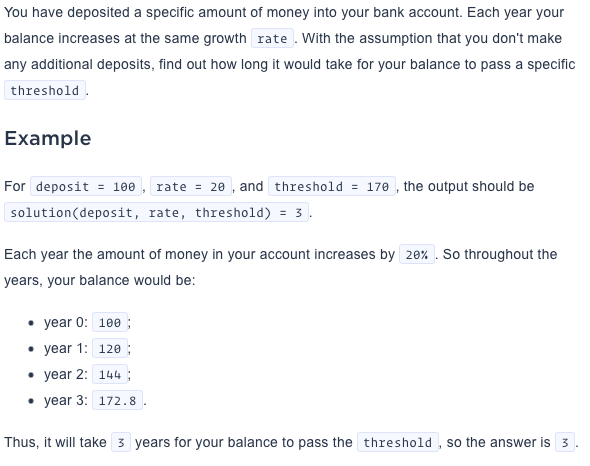 You have deposited a specific amount of money into your bank account. Each year your
balance increases at the same growth rate. With the assumption that you don't make
any additional deposits, find out how long it would take for your balance to pass a specific
threshold.
Example
For deposit = 100, rate = 20, and threshold = 170, the output should be
solution(deposit, rate, threshold) = 3.
Each year the amount of money in your account increases by 20%. So throughout the
years, your balance would be:
• year 0: 100;
• year 1: 120;
• year 2: 144;
• year 3: 172.8.
Thus, it will take 3 years for your balance to pass the threshold, so the answer is 3.